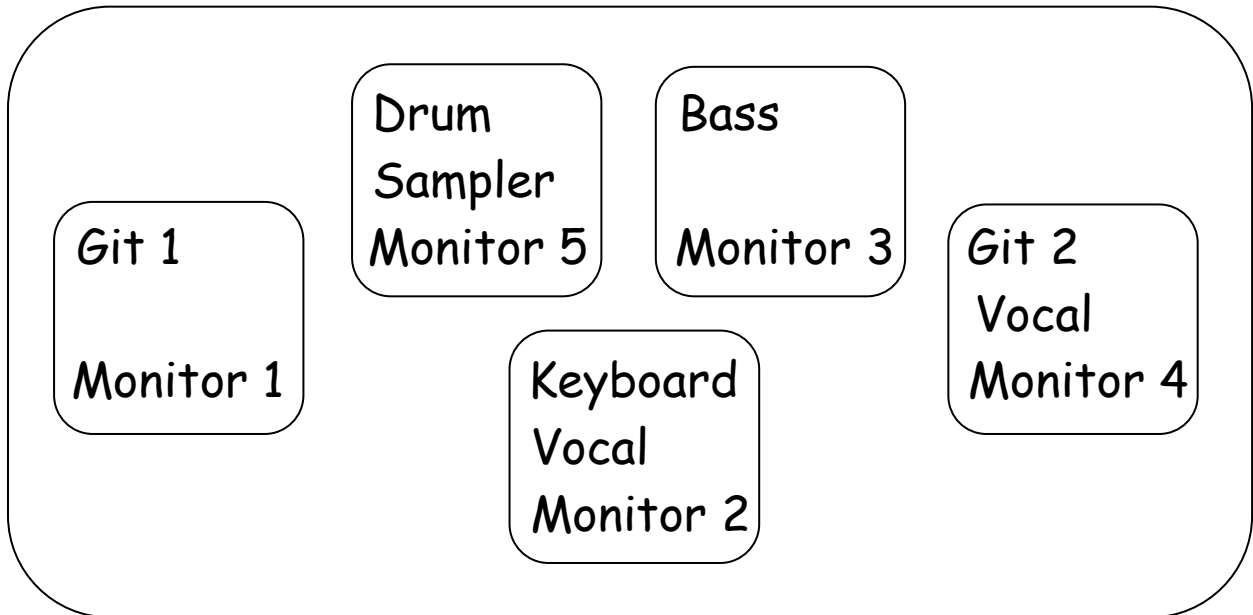 Drum
Sampler
Monitor 5
Bass
Monitor 3
Git 1
Monitor 1
Git 2
Vocal
Monitor 4
Keyboard
Vocal
Monitor 2